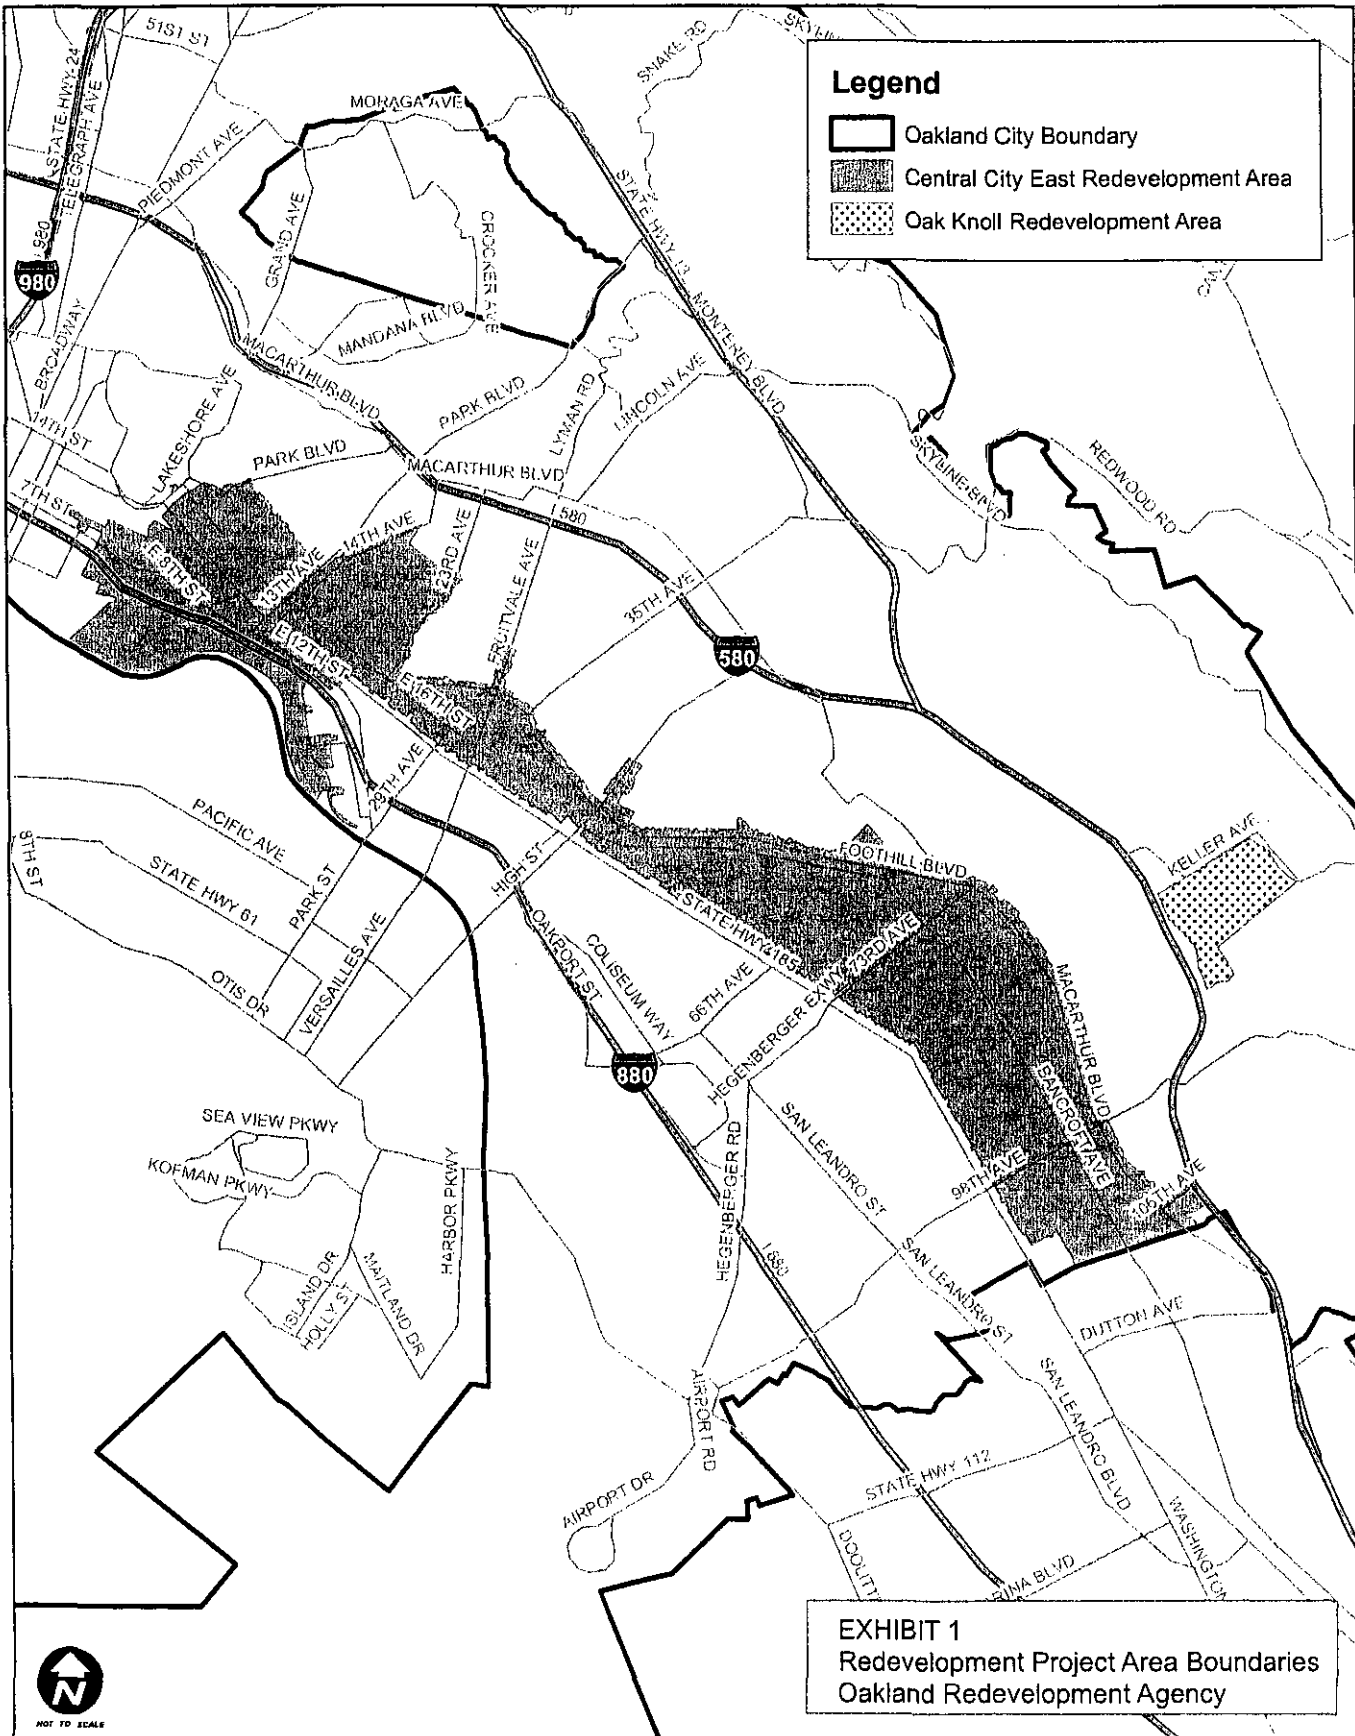 Legend
Oakland City Boundary
Central City East Redevelopment Area
Oak Knoll Redevelopment Area
51ST ST
STATE HWY 24
TELEGRAPH AVE
MORAGA AVE
PIEDMONT AVE
SNAKE RD
980
980
GRAND AVE
CROCKER AVE
STATE HWY 13
MONTEREY BLVD
BROADWAY
MANDANA BLVD
MACARTHUR BLVD
LAKESHORE AVE
PARK BLVD
LYMAN RD
LINCOLN AVE
14TH ST
PARK BLVD
MACARTHUR BLVD
SKYLINE BLVD
REDWOOD RD
7TH ST
580
14TH AVE
23RD AVE
E 8TH ST
13TH AVE
FRUITVALE AVE
35TH AVE
580
E 12TH ST
E 16TH ST
29TH AVE
PACIFIC AVE
8TH ST
STATE HWY 61
PARK ST
HIGH ST
FOOTHILL BLVD
KELLER AVE
VERSAILLES AVE
OTIS DR
OAKPORT ST
COLISEUM WAY
STATE HWY 185
66TH AVE
HEGENBERGER EXWY
73RD AVE
MACARTHUR BLVD
880
BANCROFT AVE
SEA VIEW PKWY
KOFMAN PKWY
HARBOR PKWY
HEGENBERGER RD
SAN LEANDRO ST
98TH AVE
105TH AVE
ISLAND DR
HOLLY ST
MAITLAND DR
I 880
SAN LEANDRO ST
DUTTON AVE
AIRPORT RD
SAN LEANDRO BLVD
STATE HWY 112
AIRPORT DR
WASHINGTON
RINA BLVD
EXHIBIT 1
Redevelopment Project Area Boundaries
Oakland Redevelopment Agency
N
NOT TO SCALE